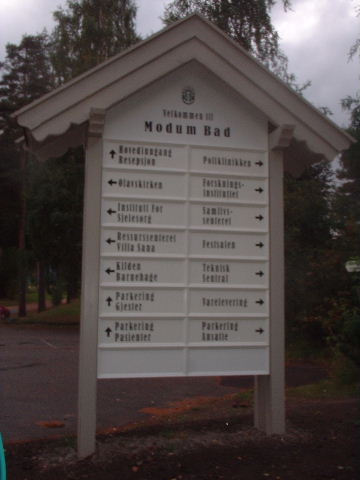 Velkommen til
Modum Bad
Hovedinngang
Resepsjon
Olavskirken
Institutt For
Sjelesorg
Ressurssenteret
Villa Sana
Kilden
Barnehage
Parkering
Gjester
Parkering
Pasienter
Poliklinikken
Forsknings-
instituttet
Samlivs-
senteret
Festsalen
Teknisk
Sentral
Varelevering
Parkering
Ansatte